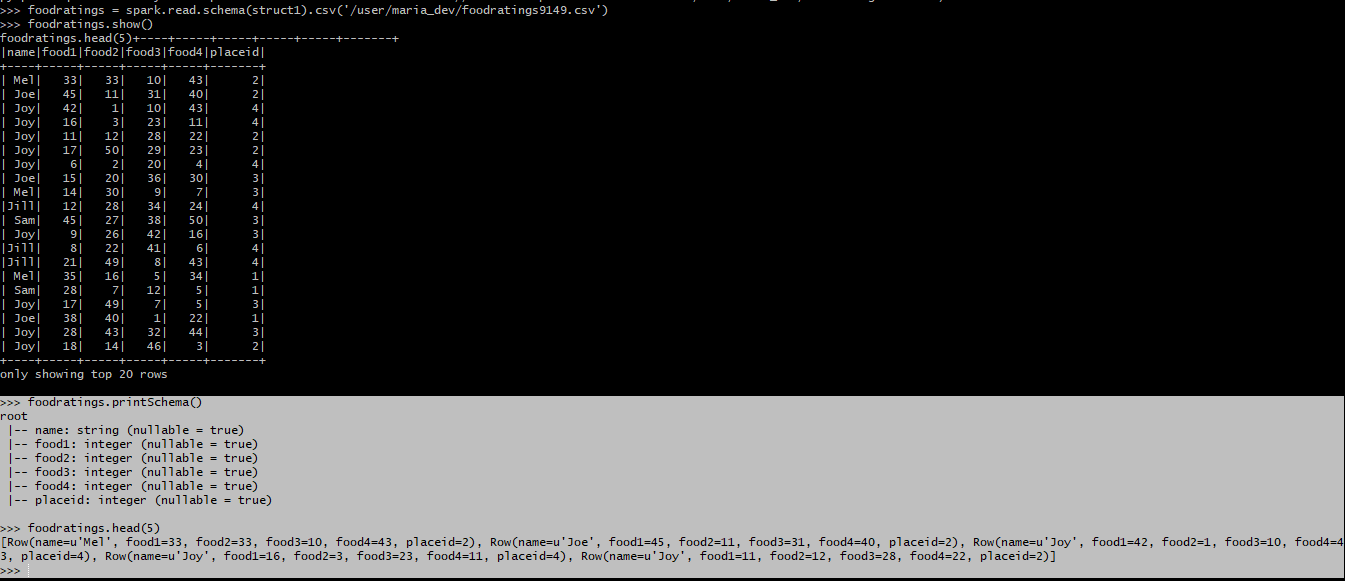 >>> foodratings = spark.read.schema(struct1).csv('/user/maria_dev/foodratings9149.csv')
>>> foodratings.show()
foodratings.head(5)+----+-----+-----+-----+-----+-------+
|name|food1|food2|food3|food4|placeid|
+----+-----+-----+-----+-----+-------+
| Mel|   33|   33|   10|   43|      2|
| Joe|   45|   11|   31|   40|      2|
| Joy|   42|    1|   10|   43|      4|
| Joy|   16|    3|   23|   11|      4|
| Joy|   11|   12|   28|   22|      2|
| Joy|   17|   50|   29|   23|      2|
| Joy|    6|    2|   20|    4|      4|
| Joe|   15|   20|   36|   30|      3|
| Mel|   14|   30|    9|    7|      3|
|Jill|   12|   28|   34|   24|      4|
| Sam|   45|   27|   38|   50|      3|
| Joy|    9|   26|   42|   16|      3|
|Jill|    8|   22|   41|    6|      4|
|Jill|   21|   49|    8|   43|      4|
| Mel|   35|   16|    5|   34|      1|
| Sam|   28|    7|   12|    5|      1|
| Joy|   17|   49|    7|    5|      3|
| Joe|   38|   40|    1|   22|      1|
| Joy|   28|   43|   32|   44|      3|
| Joy|   18|   14|   46|    3|      2|
+----+-----+-----+-----+-----+-------+
only showing top 20 rows
>>> foodratings.printSchema()
root
 |-- name: string (nullable = true)
 |-- food1: integer (nullable = true)
 |-- food2: integer (nullable = true)
 |-- food3: integer (nullable = true)
 |-- food4: integer (nullable = true)
 |-- placeid: integer (nullable = true)
>>> foodratings.head(5)
[Row(name=u'Mel', food1=33, food2=33, food3=10, food4=43, placeid=2), Row(name=u'Joe', food1=45, food2=11, food3=31, food4=40, placeid=2), Row(name=u'Joy', food1=42, food2=1, food3=10, food4=4
3, placeid=4), Row(name=u'Joy', food1=16, food2=3, food3=23, food4=11, placeid=4), Row(name=u'Joy', food1=11, food2=12, food3=28, food4=22, placeid=2)]
>>>